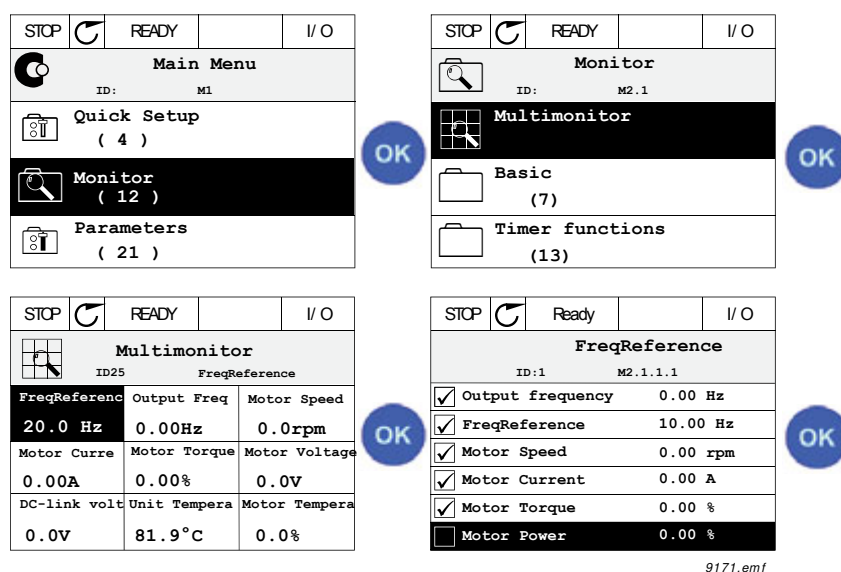 STOP READY I/O
Main Menu
ID: M1
Quick Setup
( 4 )
Monitor
( 12 )
Parameters
( 21 )
OK
STOP READY I/O
Monitor
ID: M2.1
Multimonitor
Basic
(7)
Timer functions
(13)
OK
STOP READY I/O
Multimonitor
ID25 FreqReference
FreqReferenc Output Freq Motor Speed
20.0 Hz 0.00Hz 0.0rpm
Motor Curre Motor Torque Motor Voltage
0.00A 0.00% 0.0V
DC-link volt Unit Tempera Motor Tempera
0.0V 81.9°C 0.0%
OK
STOP Ready I/O
FreqReference
ID:1 M2.1.1.1
Output frequency 0.00 Hz
FreqReference 10.00 Hz
Motor Speed 0.00 rpm
Motor Current 0.00 A
Motor Torque 0.00 %
Motor Power 0.00 %
OK
9171.emf